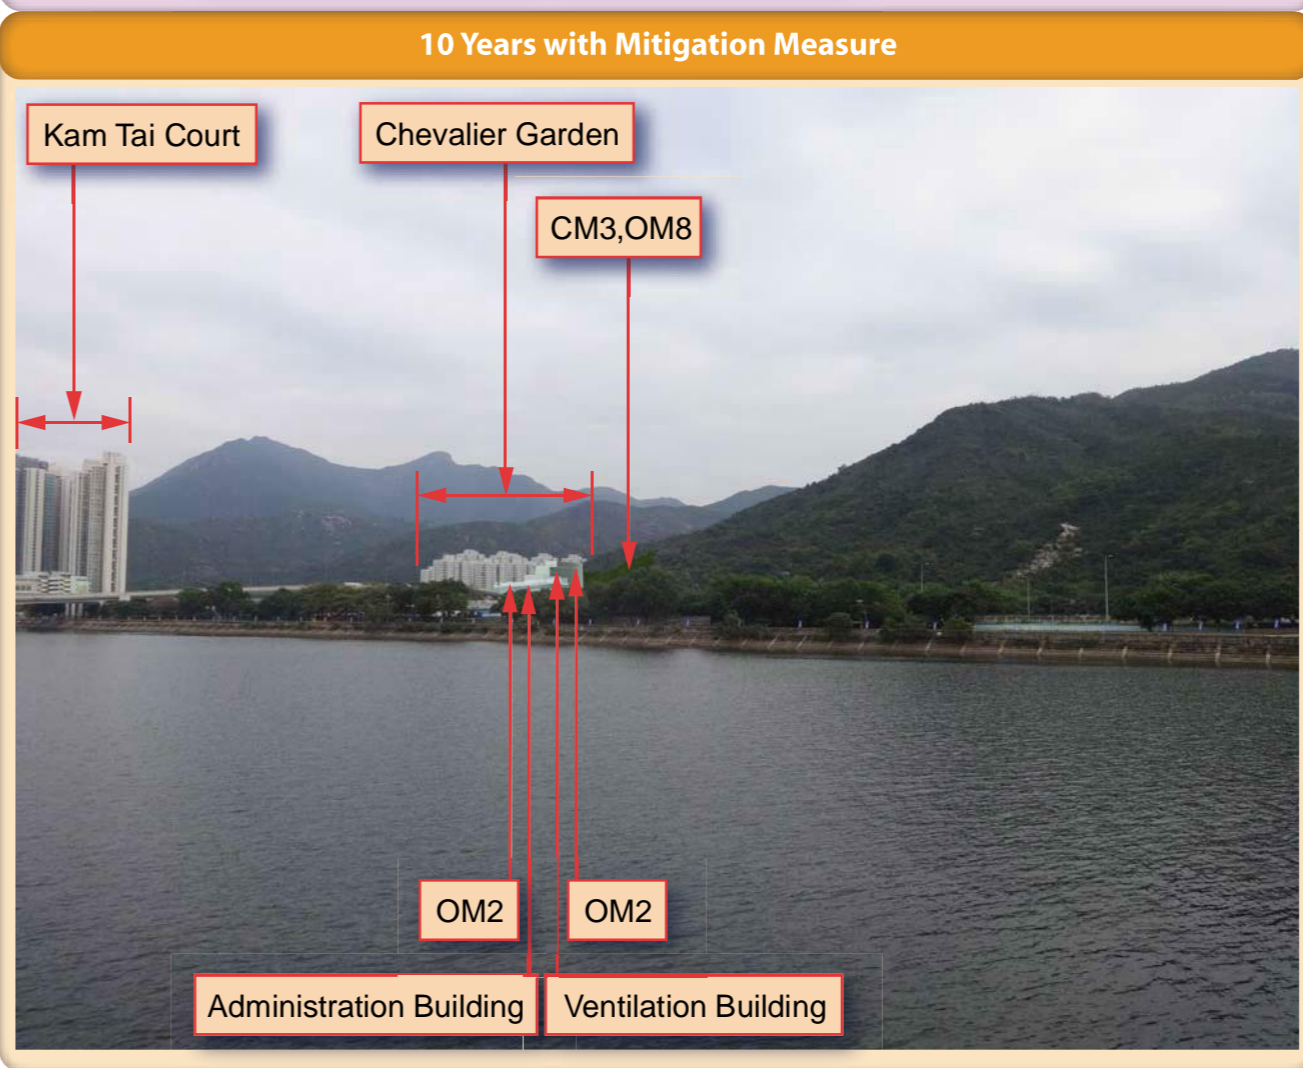 10 Years with Mitigation Measure
Kam Tai Court
Chevalier Garden
CM3,OM8
OM2
OM2
Administration Building
Ventilation Building